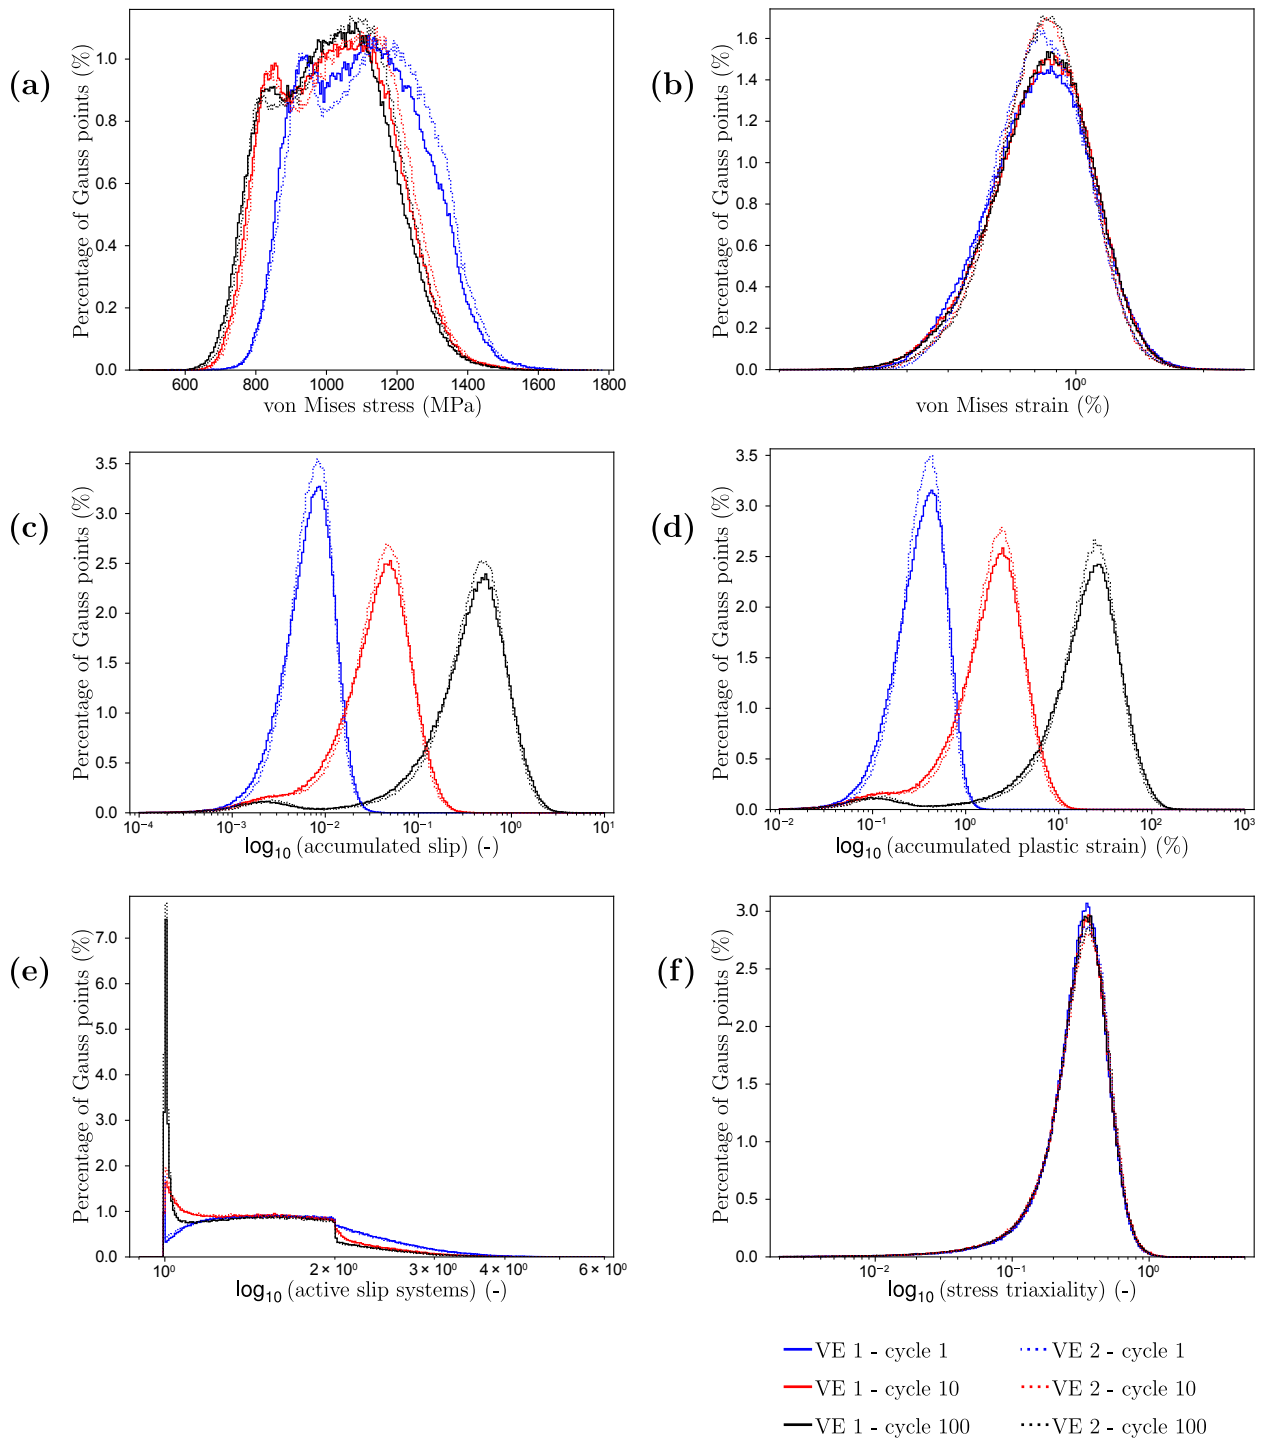 (a)
Percentage of Gauss points (%)
1.0
0.8
0.6
0.4
0.2
0.0
600 800 1000 1200 1400 1600 1800
von Mises stress (MPa)
(b)
Percentage of Gauss points (%)
1.6
1.4
1.2
1.0
0.8
0.6
0.4
0.2
0.0
10⁰
von Mises strain (%)
(c)
Percentage of Gauss points (%)
3.5
3.0
2.5
2.0
1.5
1.0
0.5
0.0
10⁻⁴ 10⁻³ 10⁻² 10⁻¹ 10⁰ 10¹
log₁₀ (accumulated slip) (-)
(d)
Percentage of Gauss points (%)
3.5
3.0
2.5
2.0
1.5
1.0
0.5
0.0
10⁻² 10⁻¹ 10⁰ 10¹ 10² 10³
log₁₀ (accumulated plastic strain) (%)
(e)
Percentage of Gauss points (%)
7.0
6.0
5.0
4.0
3.0
2.0
1.0
0.0
10⁰ 2 × 10⁰ 3 × 10⁰ 4 × 10⁰ 6 × 10⁰
log₁₀ (active slip systems) (-)
(f)
Percentage of Gauss points (%)
3.0
2.5
2.0
1.5
1.0
0.5
0.0
10⁻² 10⁻¹ 10⁰
log₁₀ (stress triaxiality) (-)
VE 1 - cycle 1 VE 2 - cycle 1
VE 1 - cycle 10 VE 2 - cycle 10
VE 1 - cycle 100 VE 2 - cycle 100